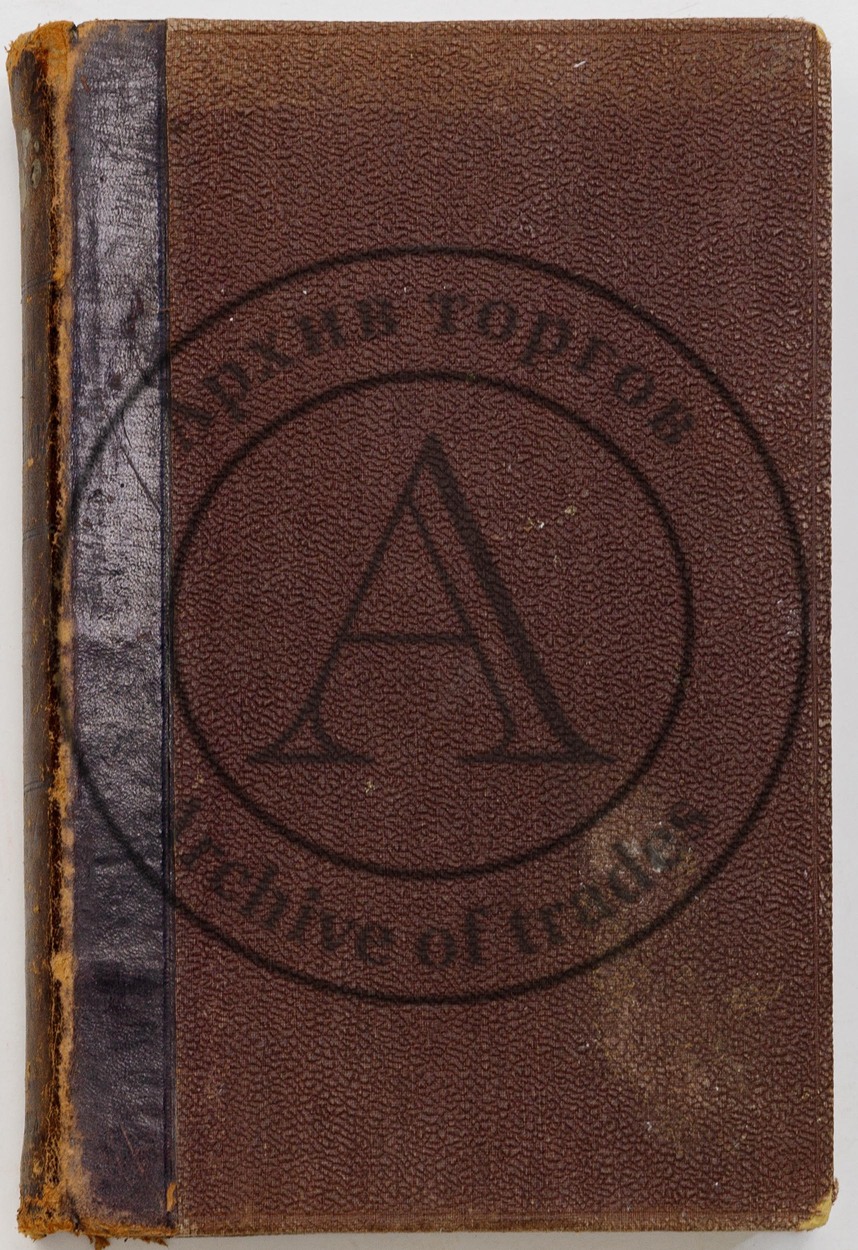 Архив торгов
A
Archive of trades